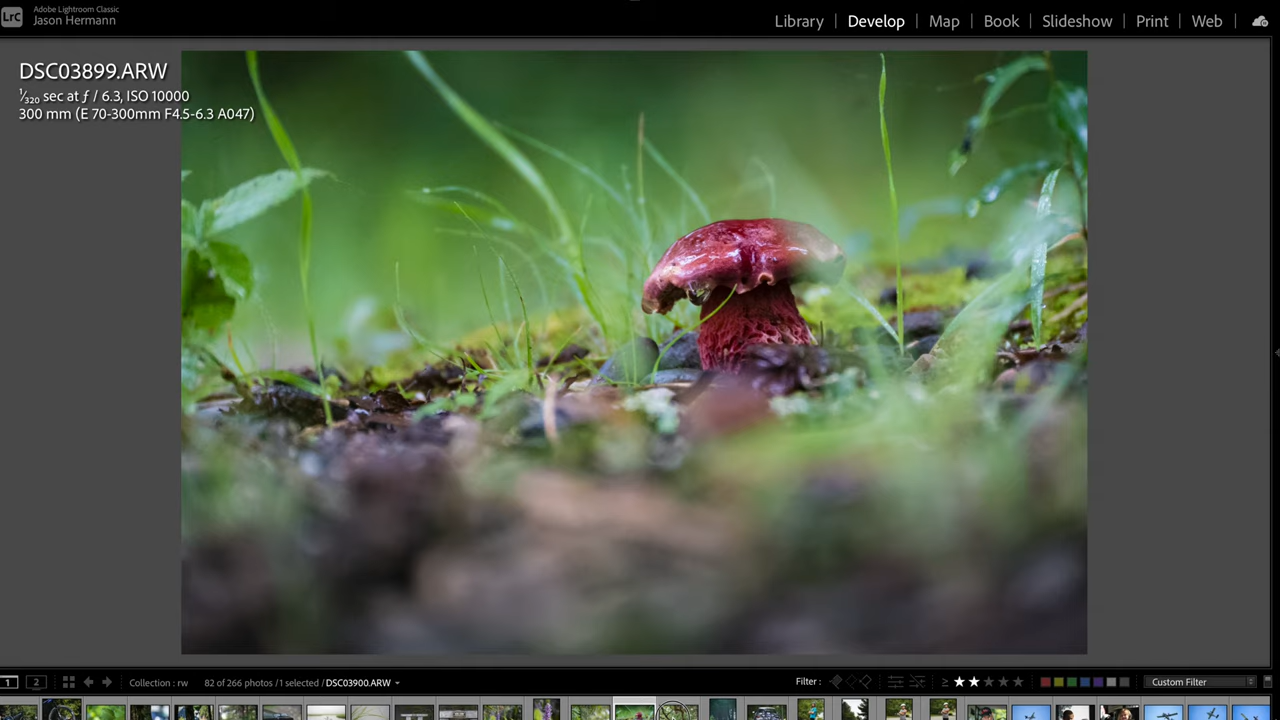 LrC
Adobe Lightroom Classic
Jason Hermann
Library | Develop | Map | Book | Slideshow | Print | Web
DSC03899.ARW
1/320 sec at ƒ / 6.3, ISO 10000
300 mm (E 70-300mm F4.5-6.3 A047)
1 2 Collection : rw 82 of 266 photos / 1 selected / DSC03900.ARW Filter : ≥ Custom Filter